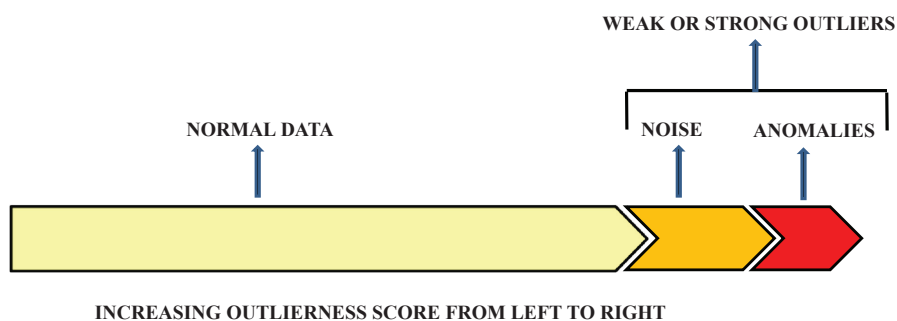 WEAK OR STRONG OUTLIERS
NORMAL DATA
NOISE
ANOMALIES
INCREASING OUTLIERNESS SCORE FROM LEFT TO RIGHT